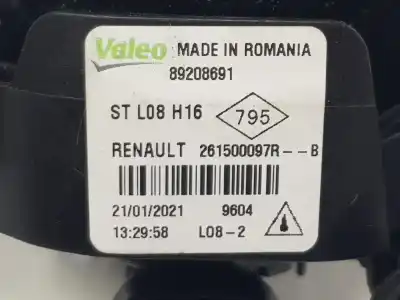 Valeo MADE IN ROMANIA
89208691
ST L08 H16 795
RENAULT 261500097R--B
21/01/2021 9604
13:29:58 L08-2